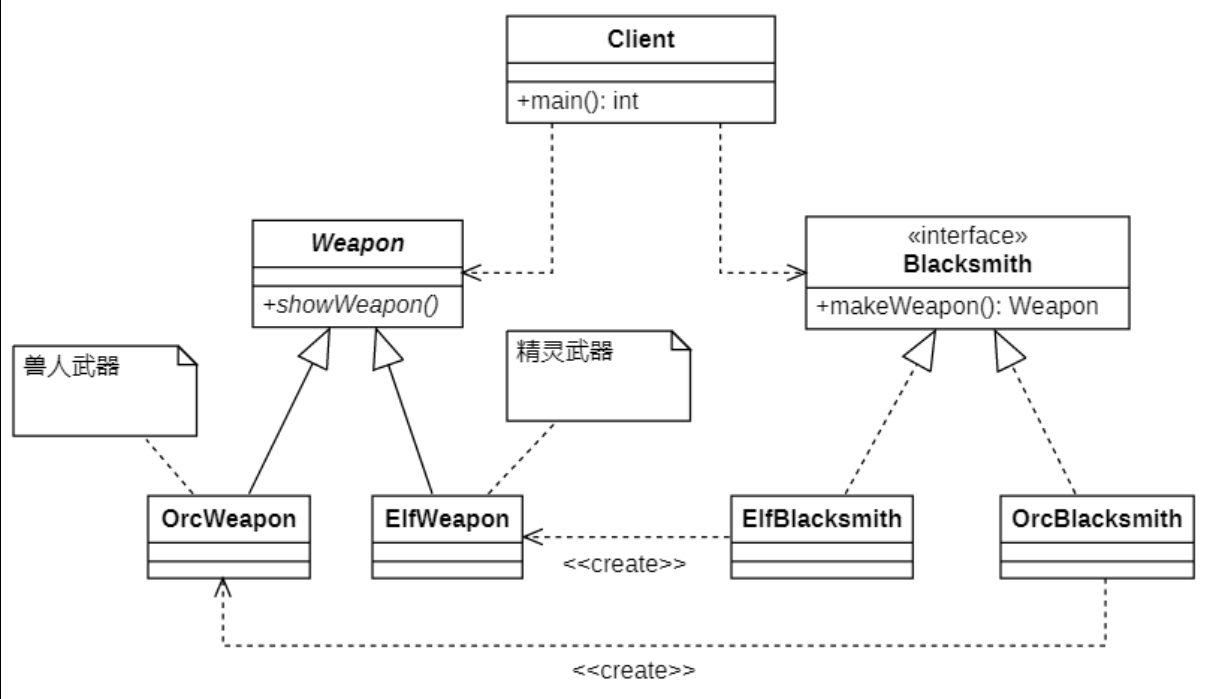 Client
+main(): int
Weapon
+showWeapon()
«interface»
Blacksmith
+makeWeapon(): Weapon
兽人武器
精灵武器
OrcWeapon
ElfWeapon
ElfBlacksmith
OrcBlacksmith
<<create>>
<<create>>